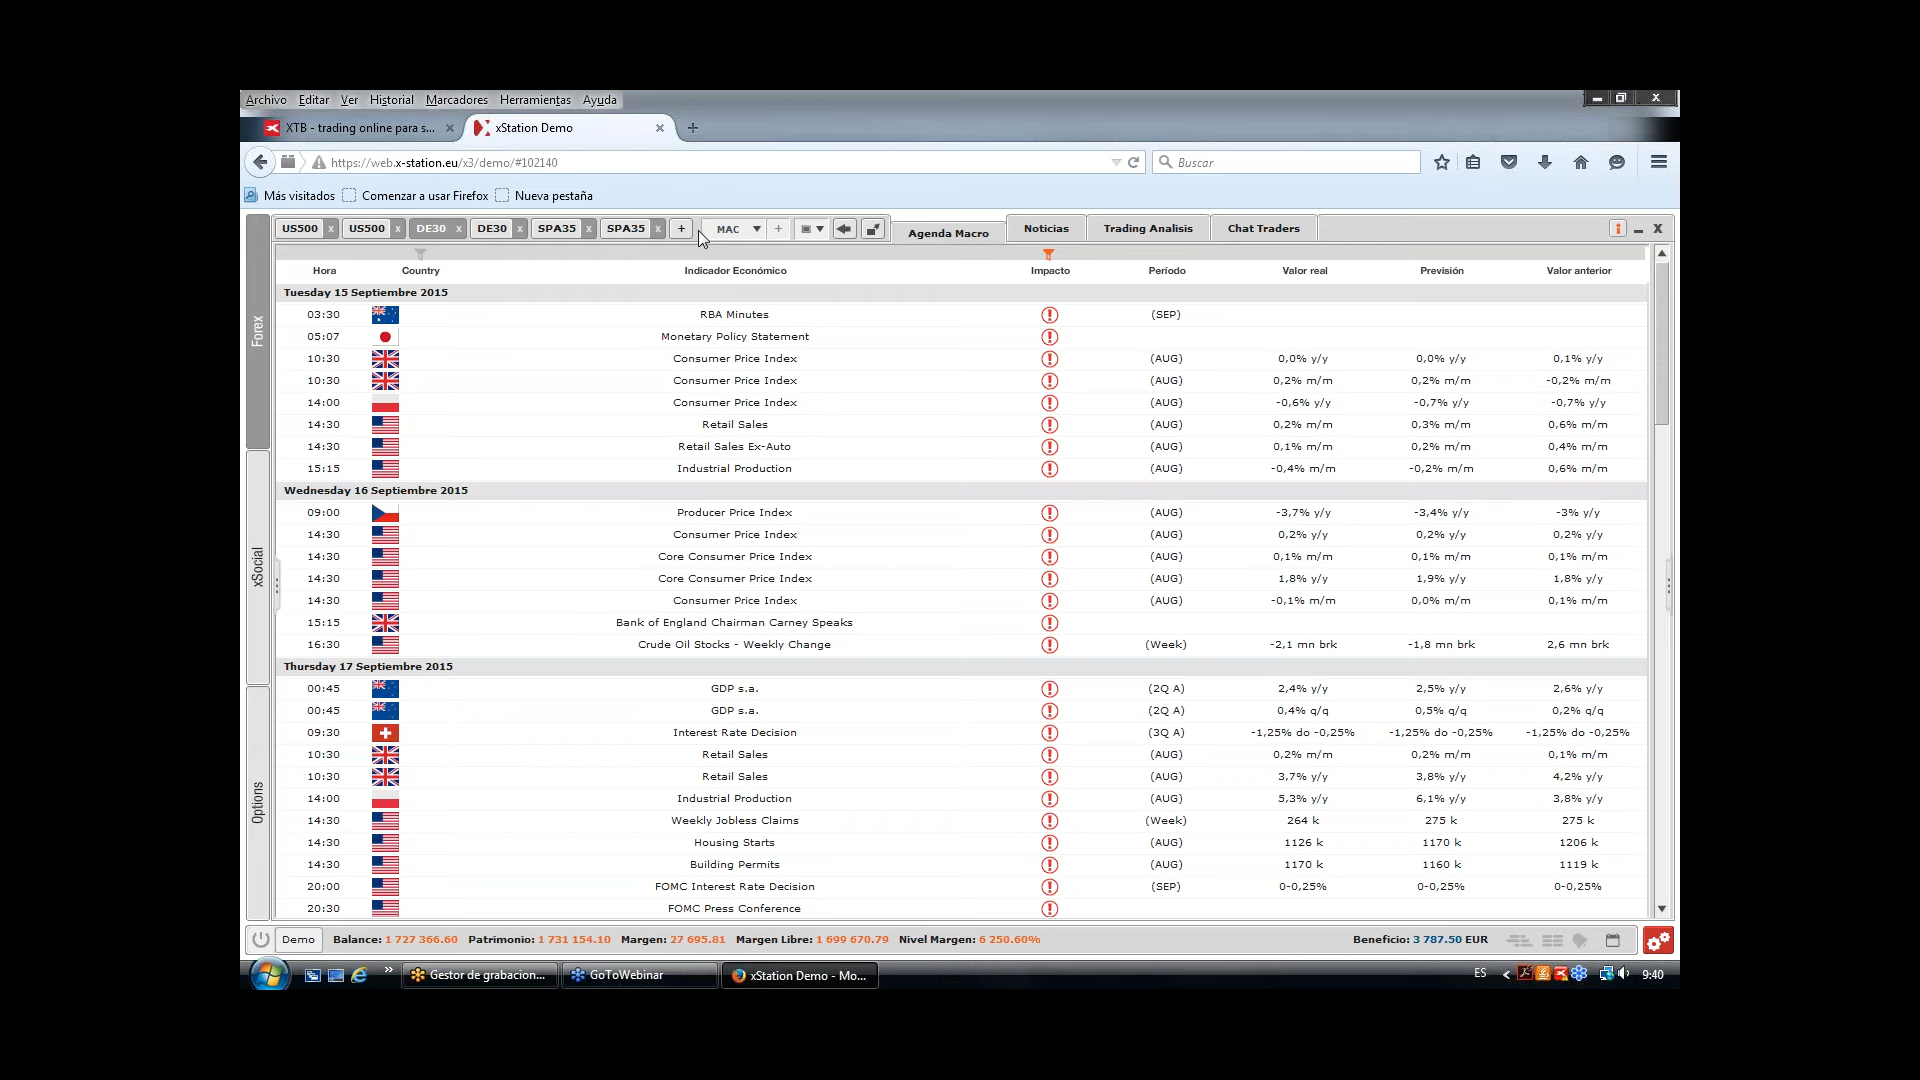 Archivo Editar Ver Historial Marcadores Herramientas Ayuda
XTB - trading online para s... xStation Demo
https://web.x-station.eu/x3/demo/#102140 Buscar
Más visitados Comenzar a usar Firefox Nueva pestaña
US500 x US500 x DE30 x DE30 x SPA35 x SPA35 x + MAC + Agenda Macro Noticias Trading Analisis Chat Traders
Forex
xSocial
Options
Hora Country Indicador Económico Impacto Período Valor real Previsión Valor anterior
Tuesday 15 Septiembre 2015
03:30 RBA Minutes (SEP)
05:07 Monetary Policy Statement
10:30 Consumer Price Index (AUG) 0,0% y/y 0,0% y/y 0,1% y/y
10:30 Consumer Price Index (AUG) 0,2% m/m 0,2% m/m -0,2% m/m
14:00 Consumer Price Index (AUG) -0,6% y/y -0,7% y/y -0,7% y/y
14:30 Retail Sales (AUG) 0,2% m/m 0,3% m/m 0,6% m/m
14:30 Retail Sales Ex-Auto (AUG) 0,1% m/m 0,2% m/m 0,4% m/m
15:15 Industrial Production (AUG) -0,4% m/m -0,2% m/m 0,6% m/m
Wednesday 16 Septiembre 2015
09:00 Producer Price Index (AUG) -3,7% y/y -3,4% y/y -3% y/y
14:30 Consumer Price Index (AUG) 0,2% y/y 0,2% y/y 0,2% y/y
14:30 Core Consumer Price Index (AUG) 0,1% m/m 0,1% m/m 0,1% m/m
14:30 Core Consumer Price Index (AUG) 1,8% y/y 1,9% y/y 1,8% y/y
14:30 Consumer Price Index (AUG) -0,1% m/m 0,0% m/m 0,1% m/m
15:15 Bank of England Chairman Carney Speaks
16:30 Crude Oil Stocks - Weekly Change (Week) -2,1 mn brk -1,8 mn brk 2,6 mn brk
Thursday 17 Septiembre 2015
00:45 GDP s.a. (2Q A) 2,4% y/y 2,5% y/y 2,6% y/y
00:45 GDP s.a. (2Q A) 0,4% q/q 0,5% q/q 0,2% q/q
09:30 Interest Rate Decision (3Q A) -1,25% do -0,25% -1,25% do -0,25% -1,25% do -0,25%
10:30 Retail Sales (AUG) 0,2% m/m 0,2% m/m 0,1% m/m
10:30 Retail Sales (AUG) 3,7% y/y 3,8% y/y 4,2% y/y
14:00 Industrial Production (AUG) 5,3% y/y 6,1% y/y 3,8% y/y
14:30 Weekly Jobless Claims (Week) 264 k 275 k 275 k
14:30 Housing Starts (AUG) 1126 k 1170 k 1206 k
14:30 Building Permits (AUG) 1170 k 1160 k 1119 k
20:00 FOMC Interest Rate Decision (SEP) 0-0,25% 0-0,25% 0-0,25%
20:30 FOMC Press Conference
Demo Balance: 1 727 366.60 Patrimonio: 1 731 154.10 Margen: 27 695.81 Margen Libre: 1 699 670.79 Nivel Margen: 6 250.60% Beneficio: 3 787.50 EUR
Gestor de grabacion... GoToWebinar xStation Demo - Mo... ES 9:40